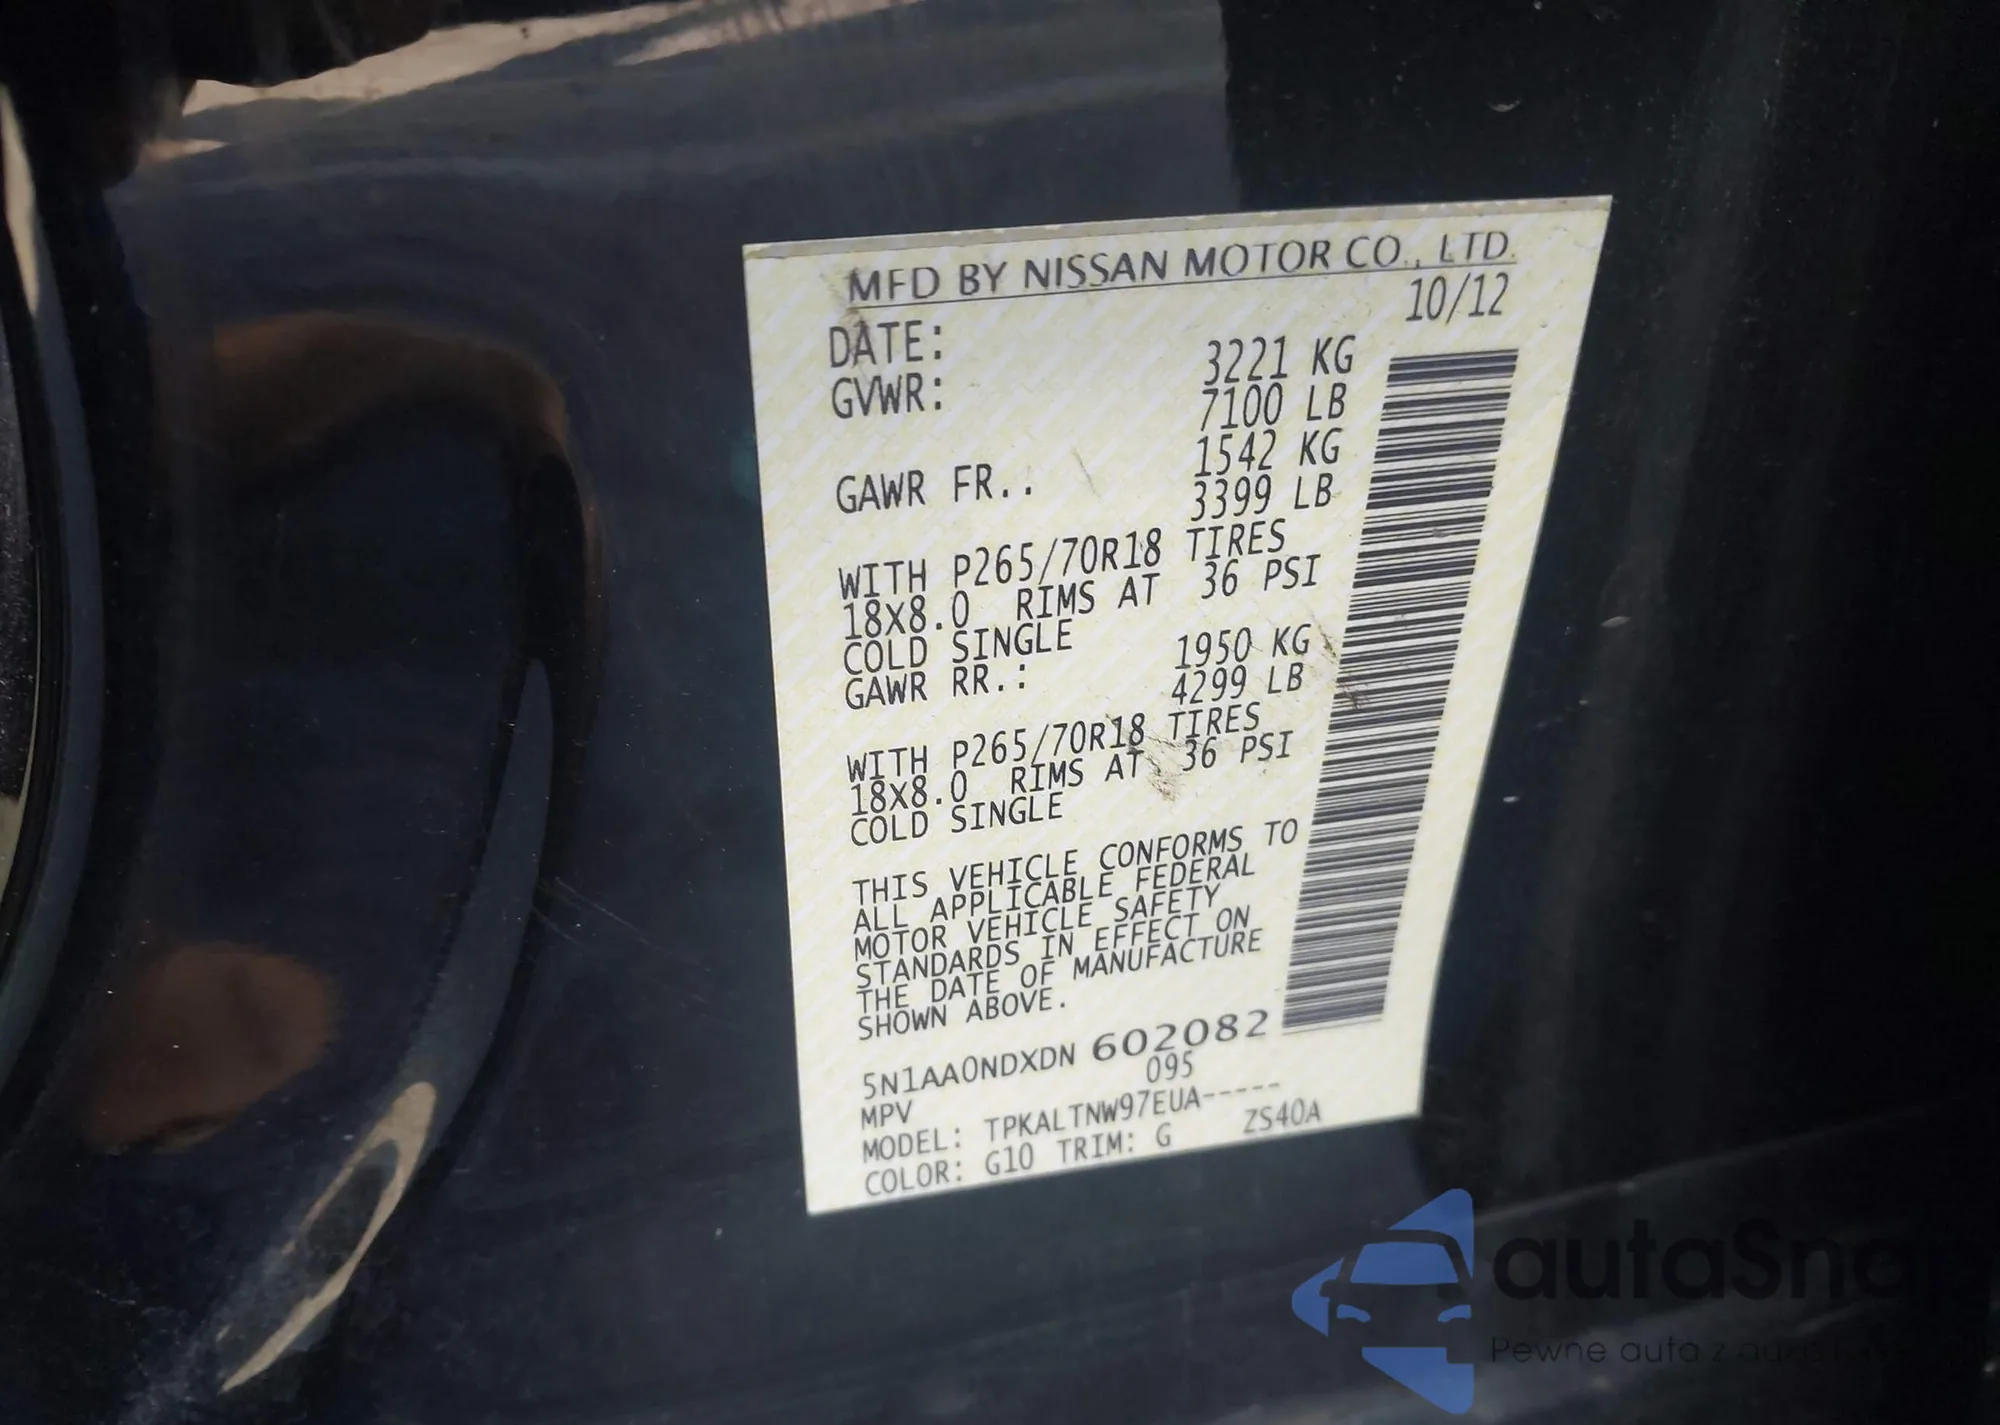 MFD BY NISSAN MOTOR CO., LTD.
DATE: 10/12
GVWR: 3221 KG
7100 LB
GAWR FR.. 1542 KG
3399 LB
WITH P265/70R18 TIRES
18X8.0 RIMS AT 36 PSI
COLD SINGLE
GAWR RR.: 1950 KG
4299 LB
WITH P265/70R18 TIRES
18X8.0 RIMS AT 36 PSI
COLD SINGLE
THIS VEHICLE CONFORMS TO
ALL APPLICABLE FEDERAL
MOTOR VEHICLE SAFETY
STANDARDS IN EFFECT ON
THE DATE OF MANUFACTURE
SHOWN ABOVE.
5N1AA0NDXDN 602082
MPV 095
MODEL: TPKALTNW97EUA-----
COLOR: G10 TRIM: G ZS40A
autaSna
Pewne auta z